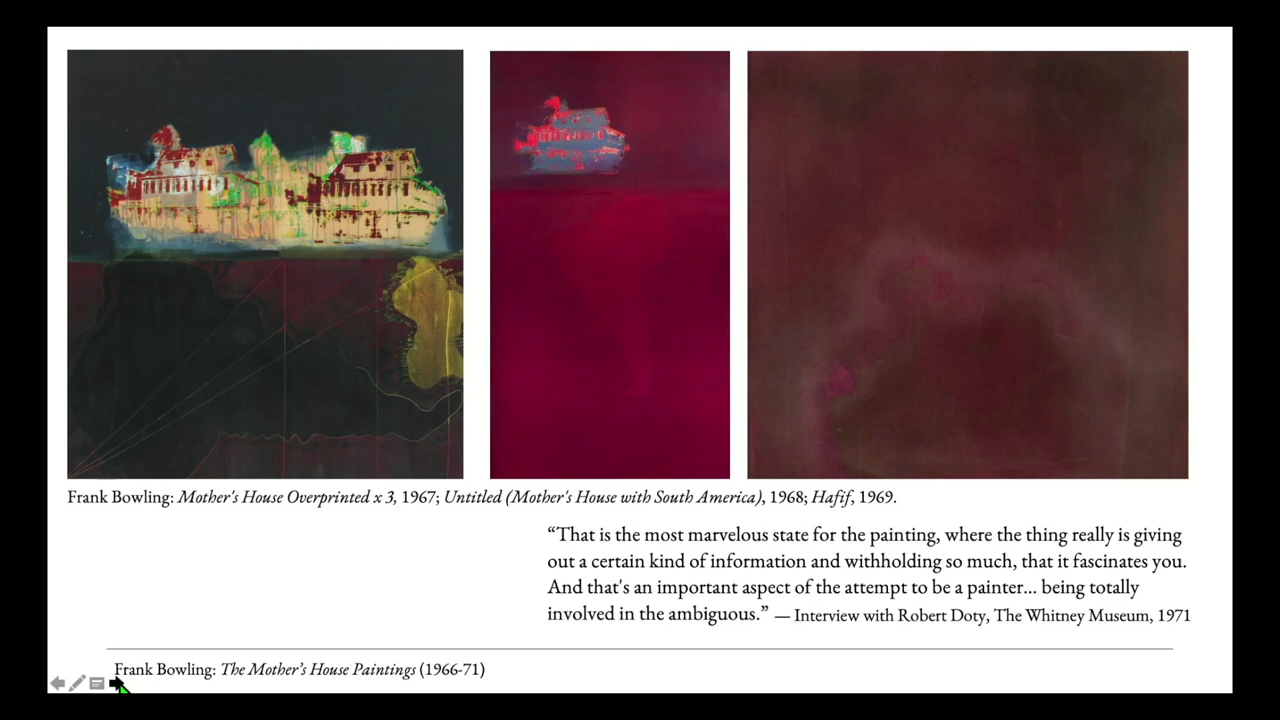 Frank Bowling: Mother's House Overprinted x 3, 1967; Untitled (Mother's House with South America), 1968; Hafif, 1969.
“That is the most marvelous state for the painting, where the thing really is giving
out a certain kind of information and withholding so much, that it fascinates you.
And that's an important aspect of the attempt to be a painter... being totally
involved in the ambiguous.” — Interview with Robert Doty, The Whitney Museum, 1971
Frank Bowling: The Mother’s House Paintings (1966-71)